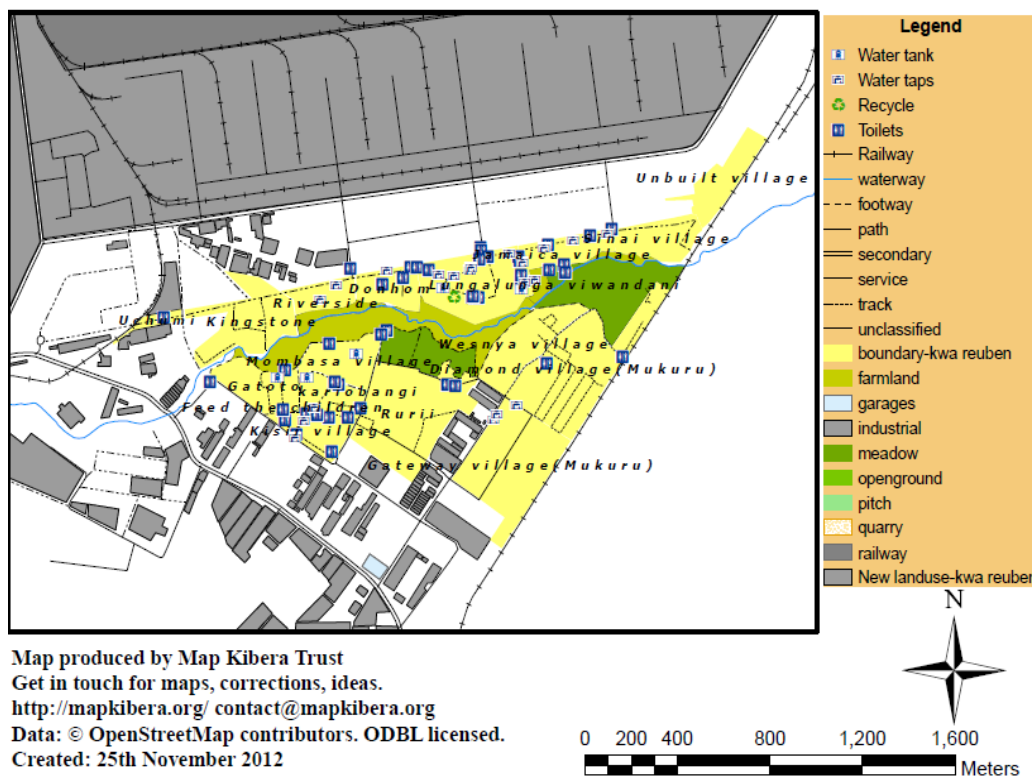 Unbuilt village
Sinai village
Jamaica village
Donhom
Lungalunga viwandani
Riverside
Uchumi
Kingstone
Wesnya village
Mombasa village
Diamond village(Mukuru)
Gatoto
kariobangi
Feed the children
Rurii
Kisii village
Gateway village(Mukuru)
Legend
Water tank
Water taps
Recycle
Toilets
Railway
waterway
footway
path
secondary
service
track
unclassified
boundary-kwa reuben
farmland
garages
industrial
meadow
openground
pitch
quarry
railway
New landuse-kwa reuben
N
Map produced by Map Kibera Trust
Get in touch for maps, corrections, ideas.
http://mapkibera.org/ contact@mapkibera.org
Data: © OpenStreetMap contributors. ODBL licensed.
Created: 25th November 2012
0 200 400 800 1,200 1,600
Meters